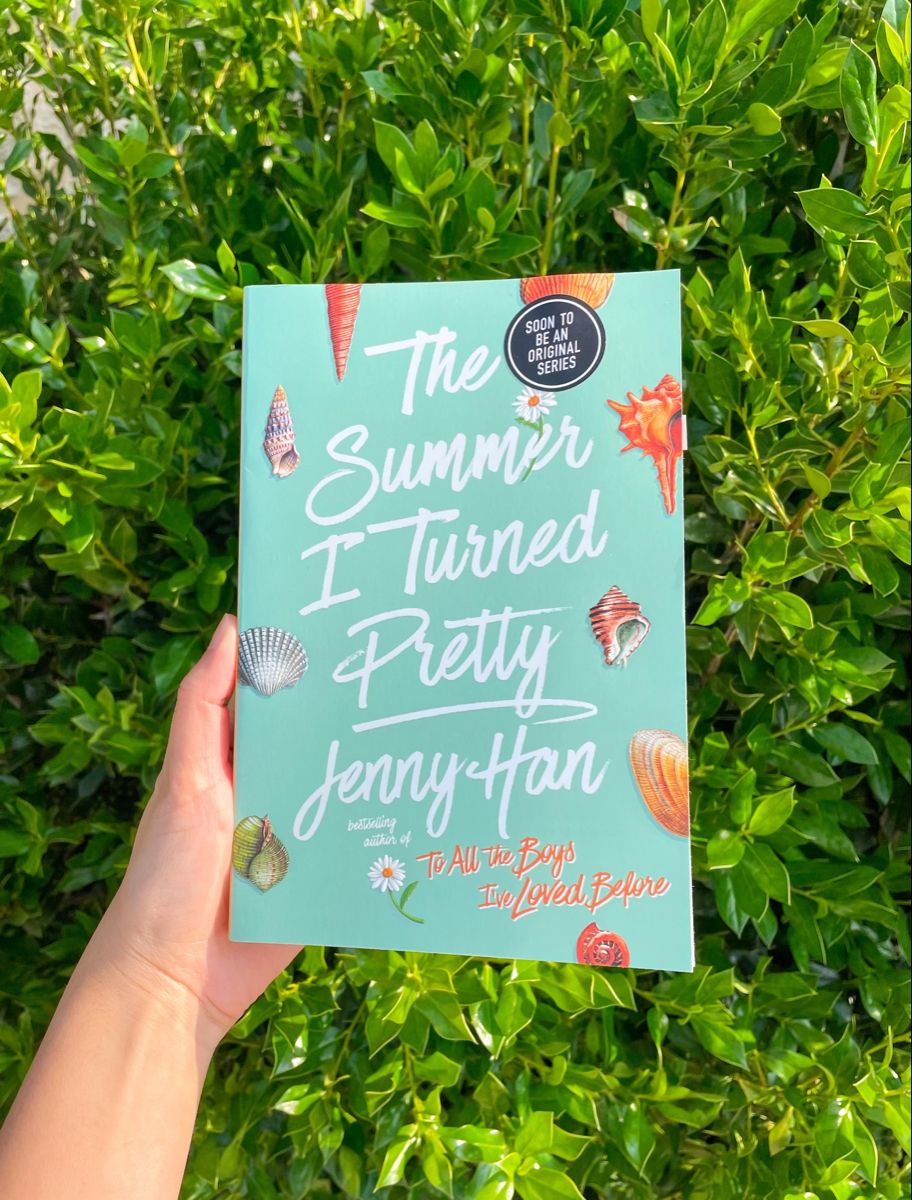 The
SOON TO
BE AN
ORIGINAL
SERIES
Summer
I Turned
Pretty
Jenny Han
bestselling
author of
To All the Boys
I've Loved Before